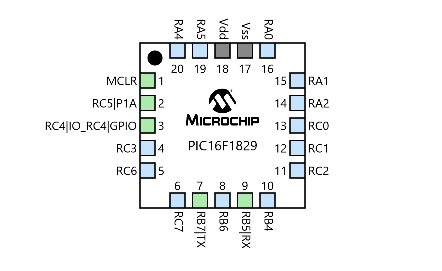 RA4
RA5
Vdd
Vss
RA0
20
19
18
17
16
MCLR 1
RC5|P1A 2
RC4|IO_RC4|GPIO 3
RC3 4
RC6 5
15 RA1
14 RA2
13 RC0
12 RC1
11 RC2
MICROCHIP
PIC16F1829
6
7
8
9
10
RC7
RB7|TX
RB6
RB5|RX
RB4